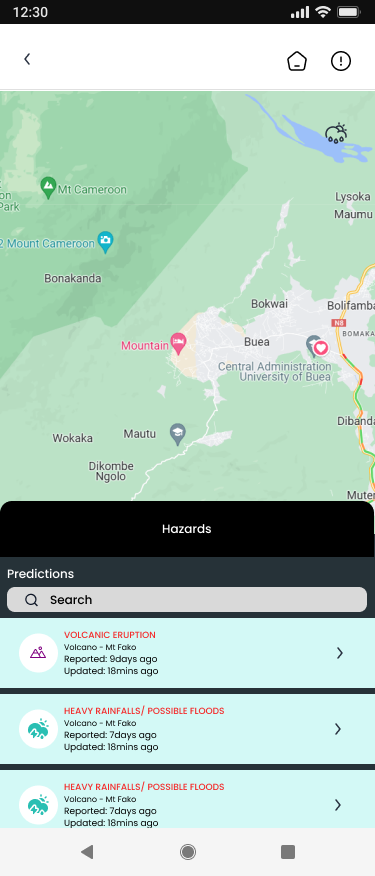 12:30
Lysoka
Mt Cameroon
on
Park
Maumu
2 Mount Cameroon
Bonakanda
Bokwai
Bolifamba
N8
BOMAKA
Mountain
Buea
Central Administration
University of Buea
Dibanda
Mautu
Wokaka
Dikombe
Ngolo
Muter
Hazards
Predictions
Search
VOLCANIC ERUPTION
Volcano - Mt Fako
Reported: 9days ago
Updated: 18mins ago
HEAVY RAINFALLS/ POSSIBLE FLOODS
Volcano - Mt Fako
Reported: 7days ago
Updated: 18mins ago
HEAVY RAINFALLS/ POSSIBLE FLOODS
Volcano - Mt Fako
Reported: 7days ago
Updated: 18mins ago